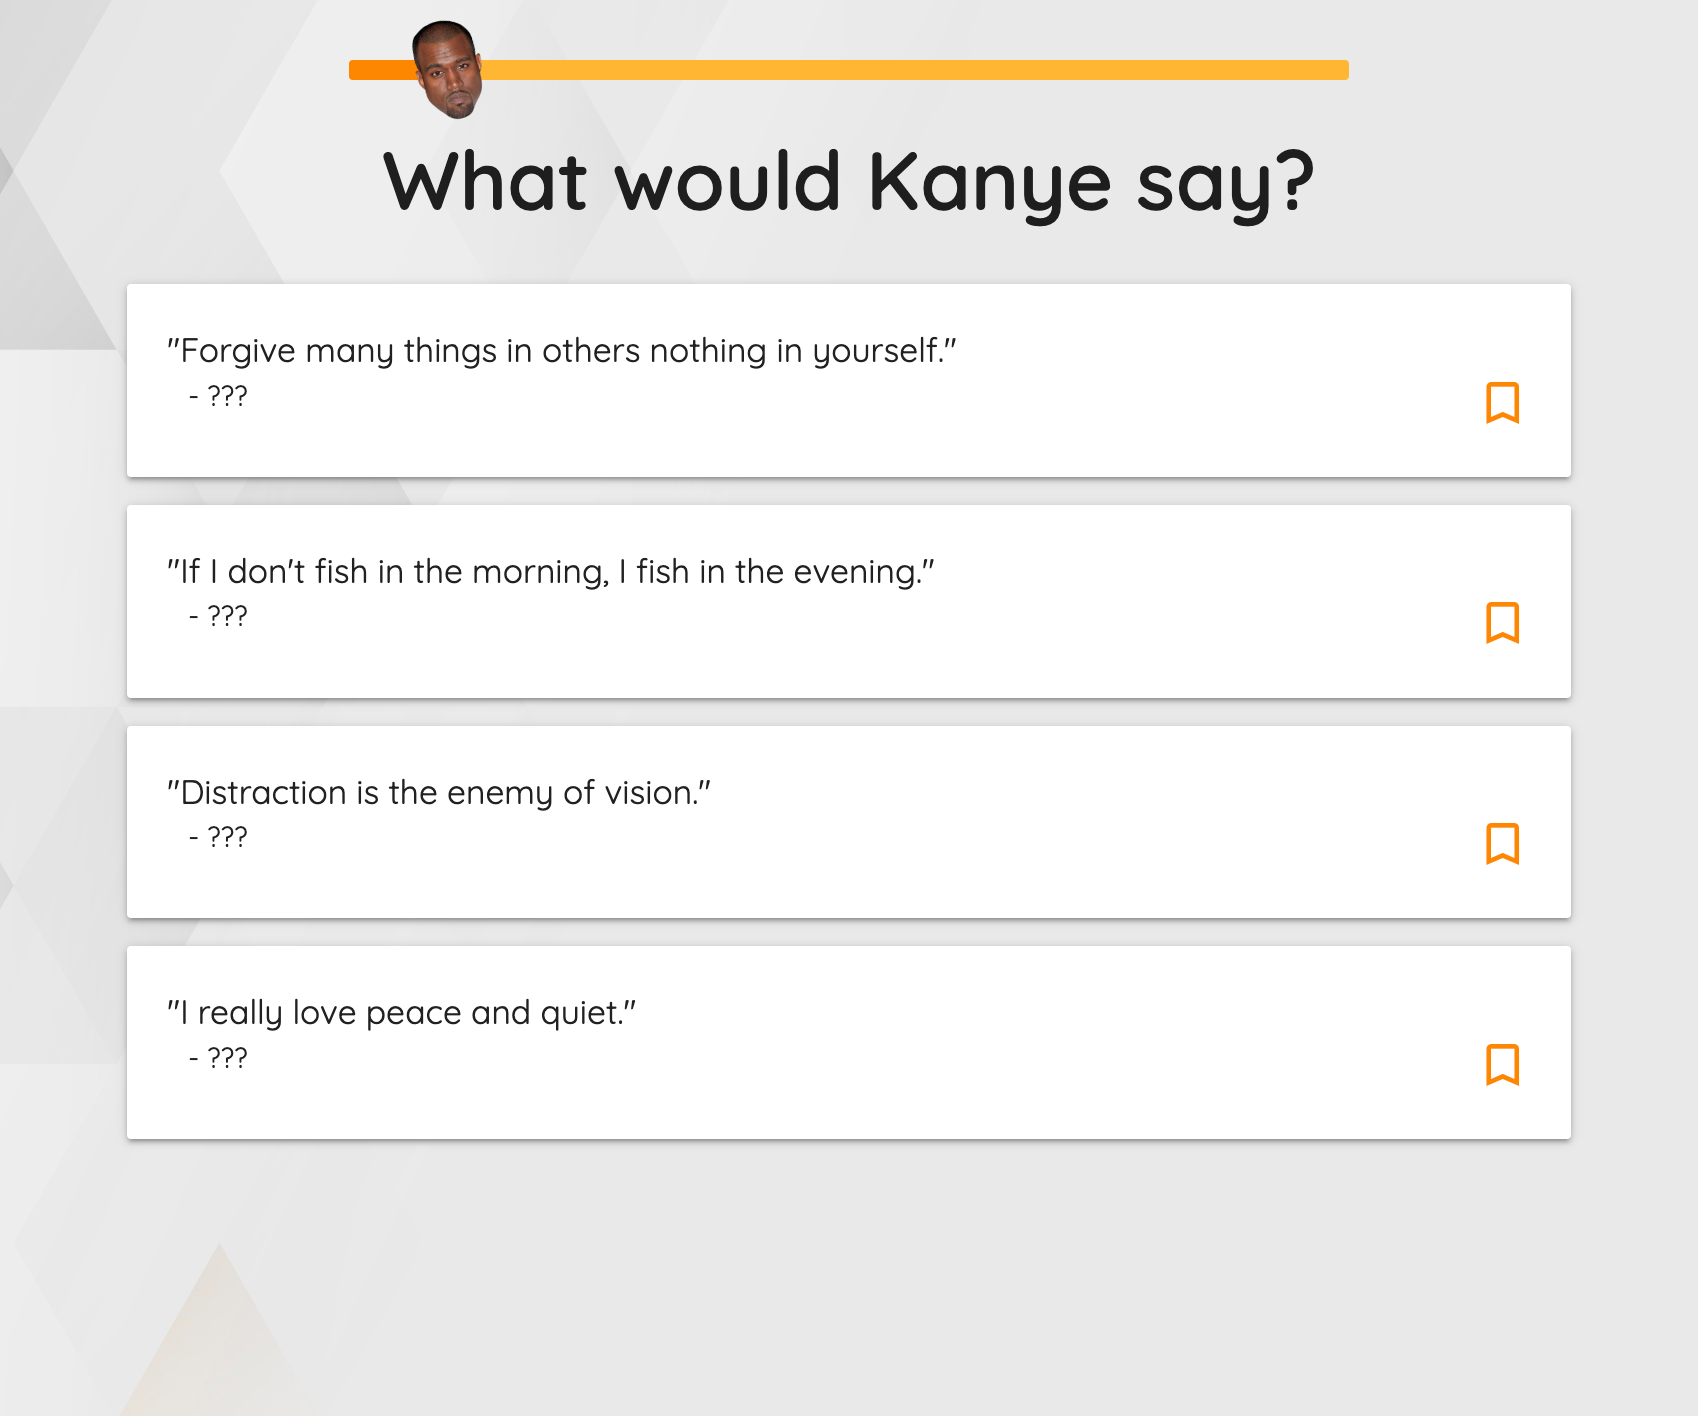 What would Kanye say?
"Forgive many things in others nothing in yourself."
- ???
"If I don't fish in the morning, I fish in the evening."
- ???
"Distraction is the enemy of vision."
- ???
"I really love peace and quiet."
- ???